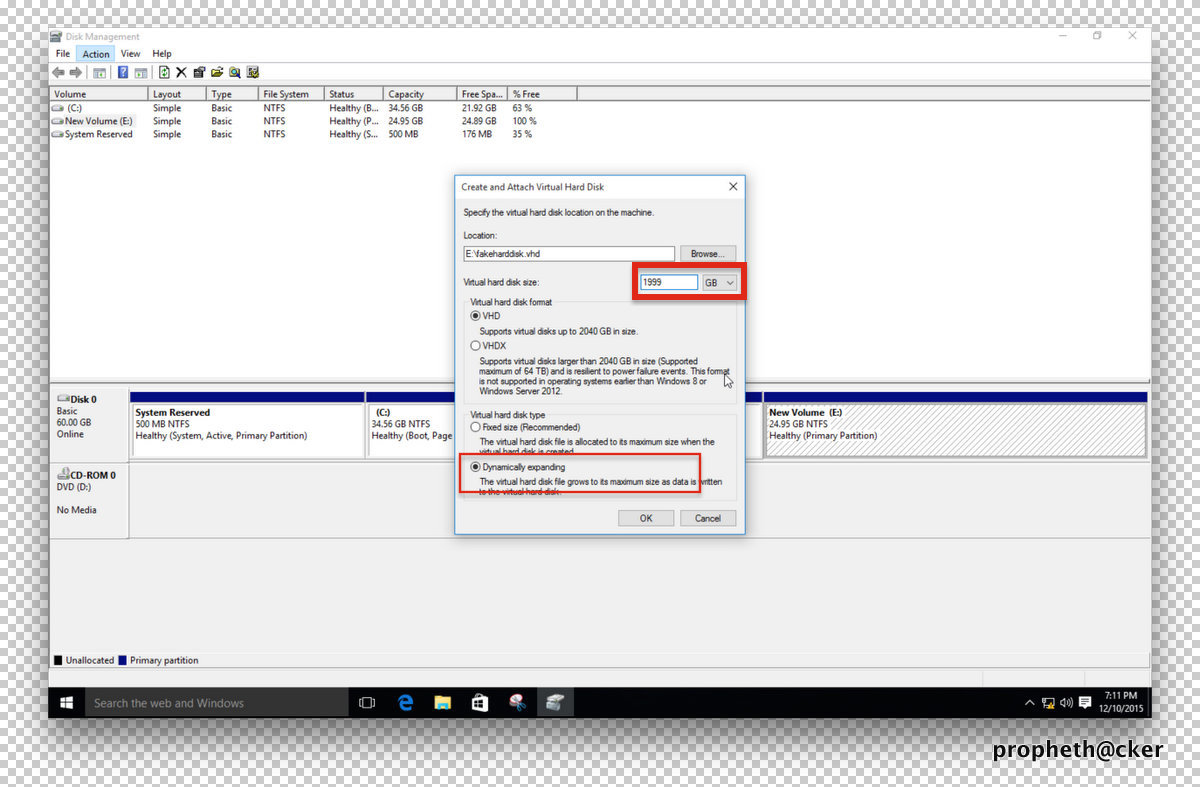 Disk Management
File Action View Help
Volume Layout Type File System Status Capacity Free Spa... % Free
(C:) Simple Basic NTFS Healthy (B... 34.56 GB 21.92 GB 63 %
New Volume (E:) Simple Basic NTFS Healthy (P... 24.95 GB 24.89 GB 100 %
System Reserved Simple Basic NTFS Healthy (S... 500 MB 176 MB 35 %
Create and Attach Virtual Hard Disk
Specify the virtual hard disk location on the machine.
Location:
E:\fakeharddisk.vhd Browse...
Virtual hard disk size: 1999 GB
Virtual hard disk format
VHD
Supports virtual disks up to 2040 GB in size.
VHDX
Supports virtual disks larger than 2040 GB in size (Supported
maximum of 64 TB) and is resilient to power failure events. This format
is not supported in operating systems earlier than Windows 8 or
Windows Server 2012.
Virtual hard disk type
Fixed size (Recommended)
The virtual hard disk file is allocated to its maximum size when the
virtual hard disk is created.
Dynamically expanding
The virtual hard disk file grows to its maximum size as data is written
to the virtual hard disk.
OK Cancel
Disk 0
Basic
60.00 GB
Online
System Reserved
500 MB NTFS
Healthy (System, Active, Primary Partition)
(C:)
34.56 GB NTFS
Healthy (Boot, Page
New Volume (E:)
24.95 GB NTFS
Healthy (Primary Partition)
CD-ROM 0
DVD (D:)
No Media
Unallocated Primary partition
Search the web and Windows
7:11 PM
12/10/2015
propheth@cker